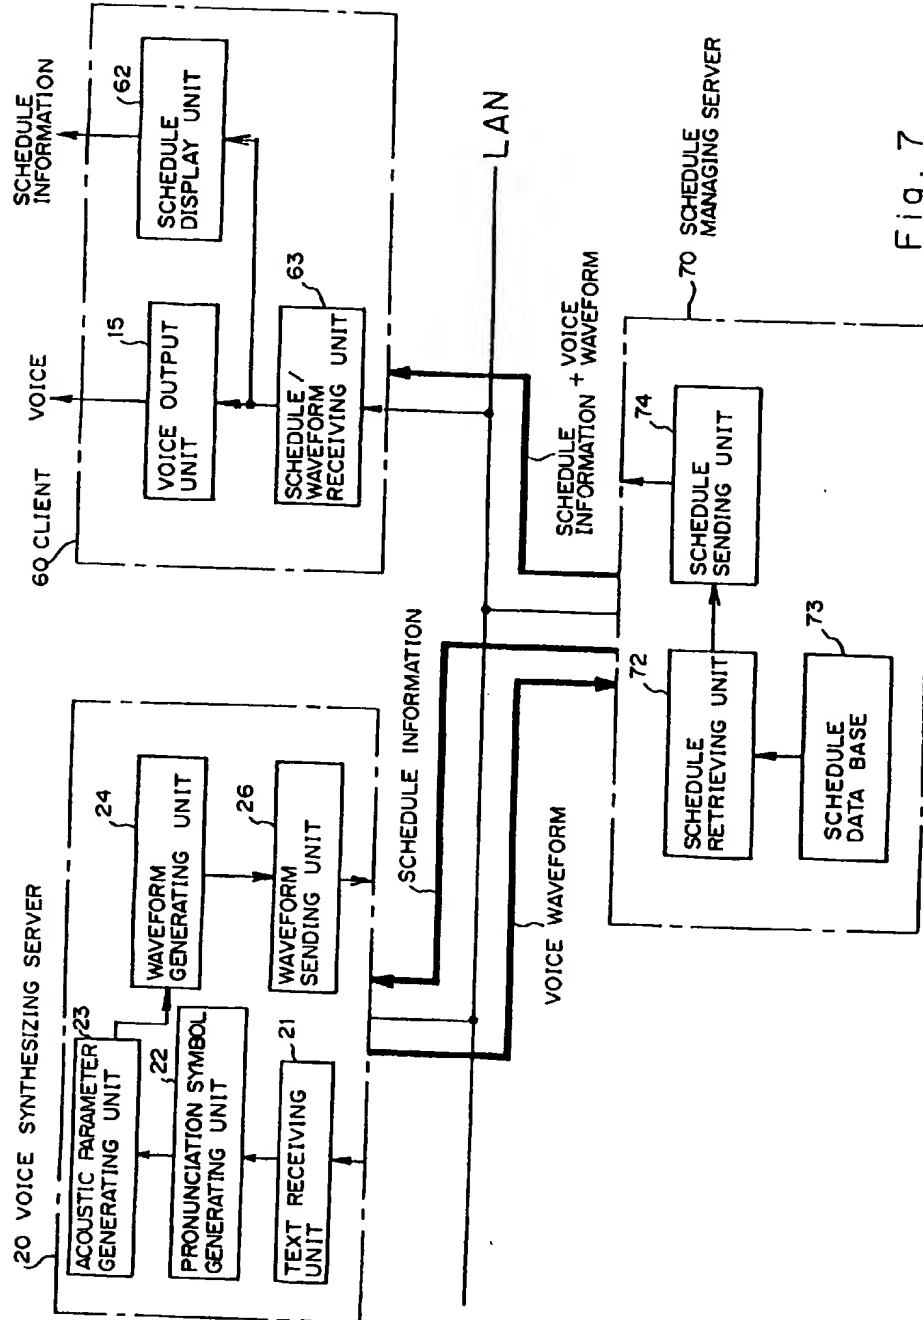 20 VOICE SYNTHESIZING SERVER
ACOUSTIC PARAMETER
GENERATING UNIT
23
22
PRONUNCIATION SYMBOL
GENERATING UNIT
21
TEXT RECEIVING
UNIT
24
WAVEFORM
GENERATING UNIT
26
WAVEFORM
SENDING UNIT
60 CLIENT
VOICE
15
VOICE OUTPUT
UNIT
63
SCHEDULE /
WAVEFORM
RECEIVING UNIT
SCHEDULE
INFORMATION
62
SCHEDULE
DISPLAY UNIT
LAN
SCHEDULE INFORMATION
VOICE WAVEFORM
SCHEDULE + VOICE
INFORMATION WAVEFORM
70 SCHEDULE
MANAGING SERVER
72
SCHEDULE
RETRIEVING UNIT
74
SCHEDULE
SENDING UNIT
73
SCHEDULE
DATA BASE
Fig. 7